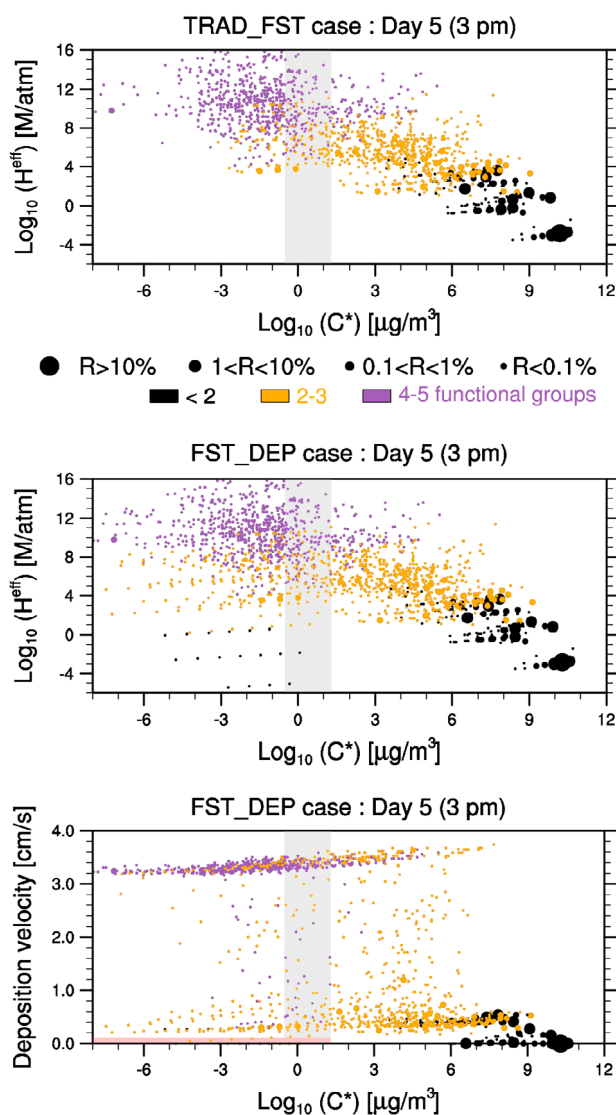 TRAD_FST case : Day 5 (3 pm)
16
12
8
4
0
-4
Log10 (H^eff) [M/atm]
-6 -3 0 3 6 9 12
Log10 (C*) [μg/m³]
R>10% 1<R<10% 0.1<R<1% R<0.1%
< 2 2-3 4-5 functional groups
FST_DEP case : Day 5 (3 pm)
16
12
8
4
0
-4
Log10 (H^eff) [M/atm]
-6 -3 0 3 6 9 12
Log10 (C*) [μg/m³]
FST_DEP case : Day 5 (3 pm)
4.0
3.0
2.0
1.0
0.0
Deposition velocity [cm/s]
-6 -3 0 3 6 9 12
Log10 (C*) [μg/m³]